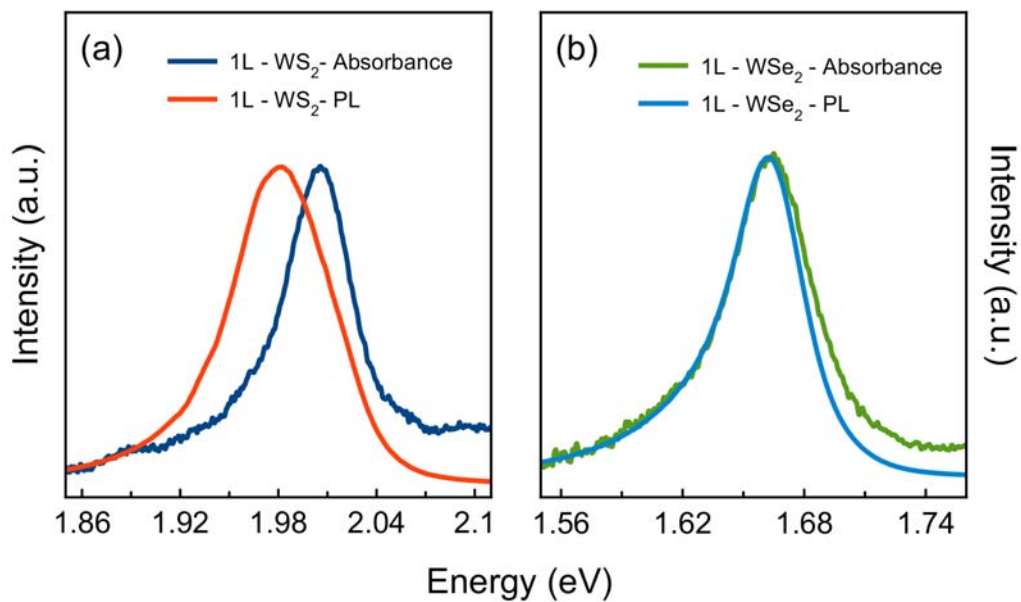 (a)
1L - WS₂- Absorbance
1L - WS₂- PL
Intensity (a.u.)
1.86 1.92 1.98 2.04 2.1
(b)
1L - WSe₂ - Absorbance
1L - WSe₂ - PL
Intensity (a.u.)
1.56 1.62 1.68 1.74
Energy (eV)